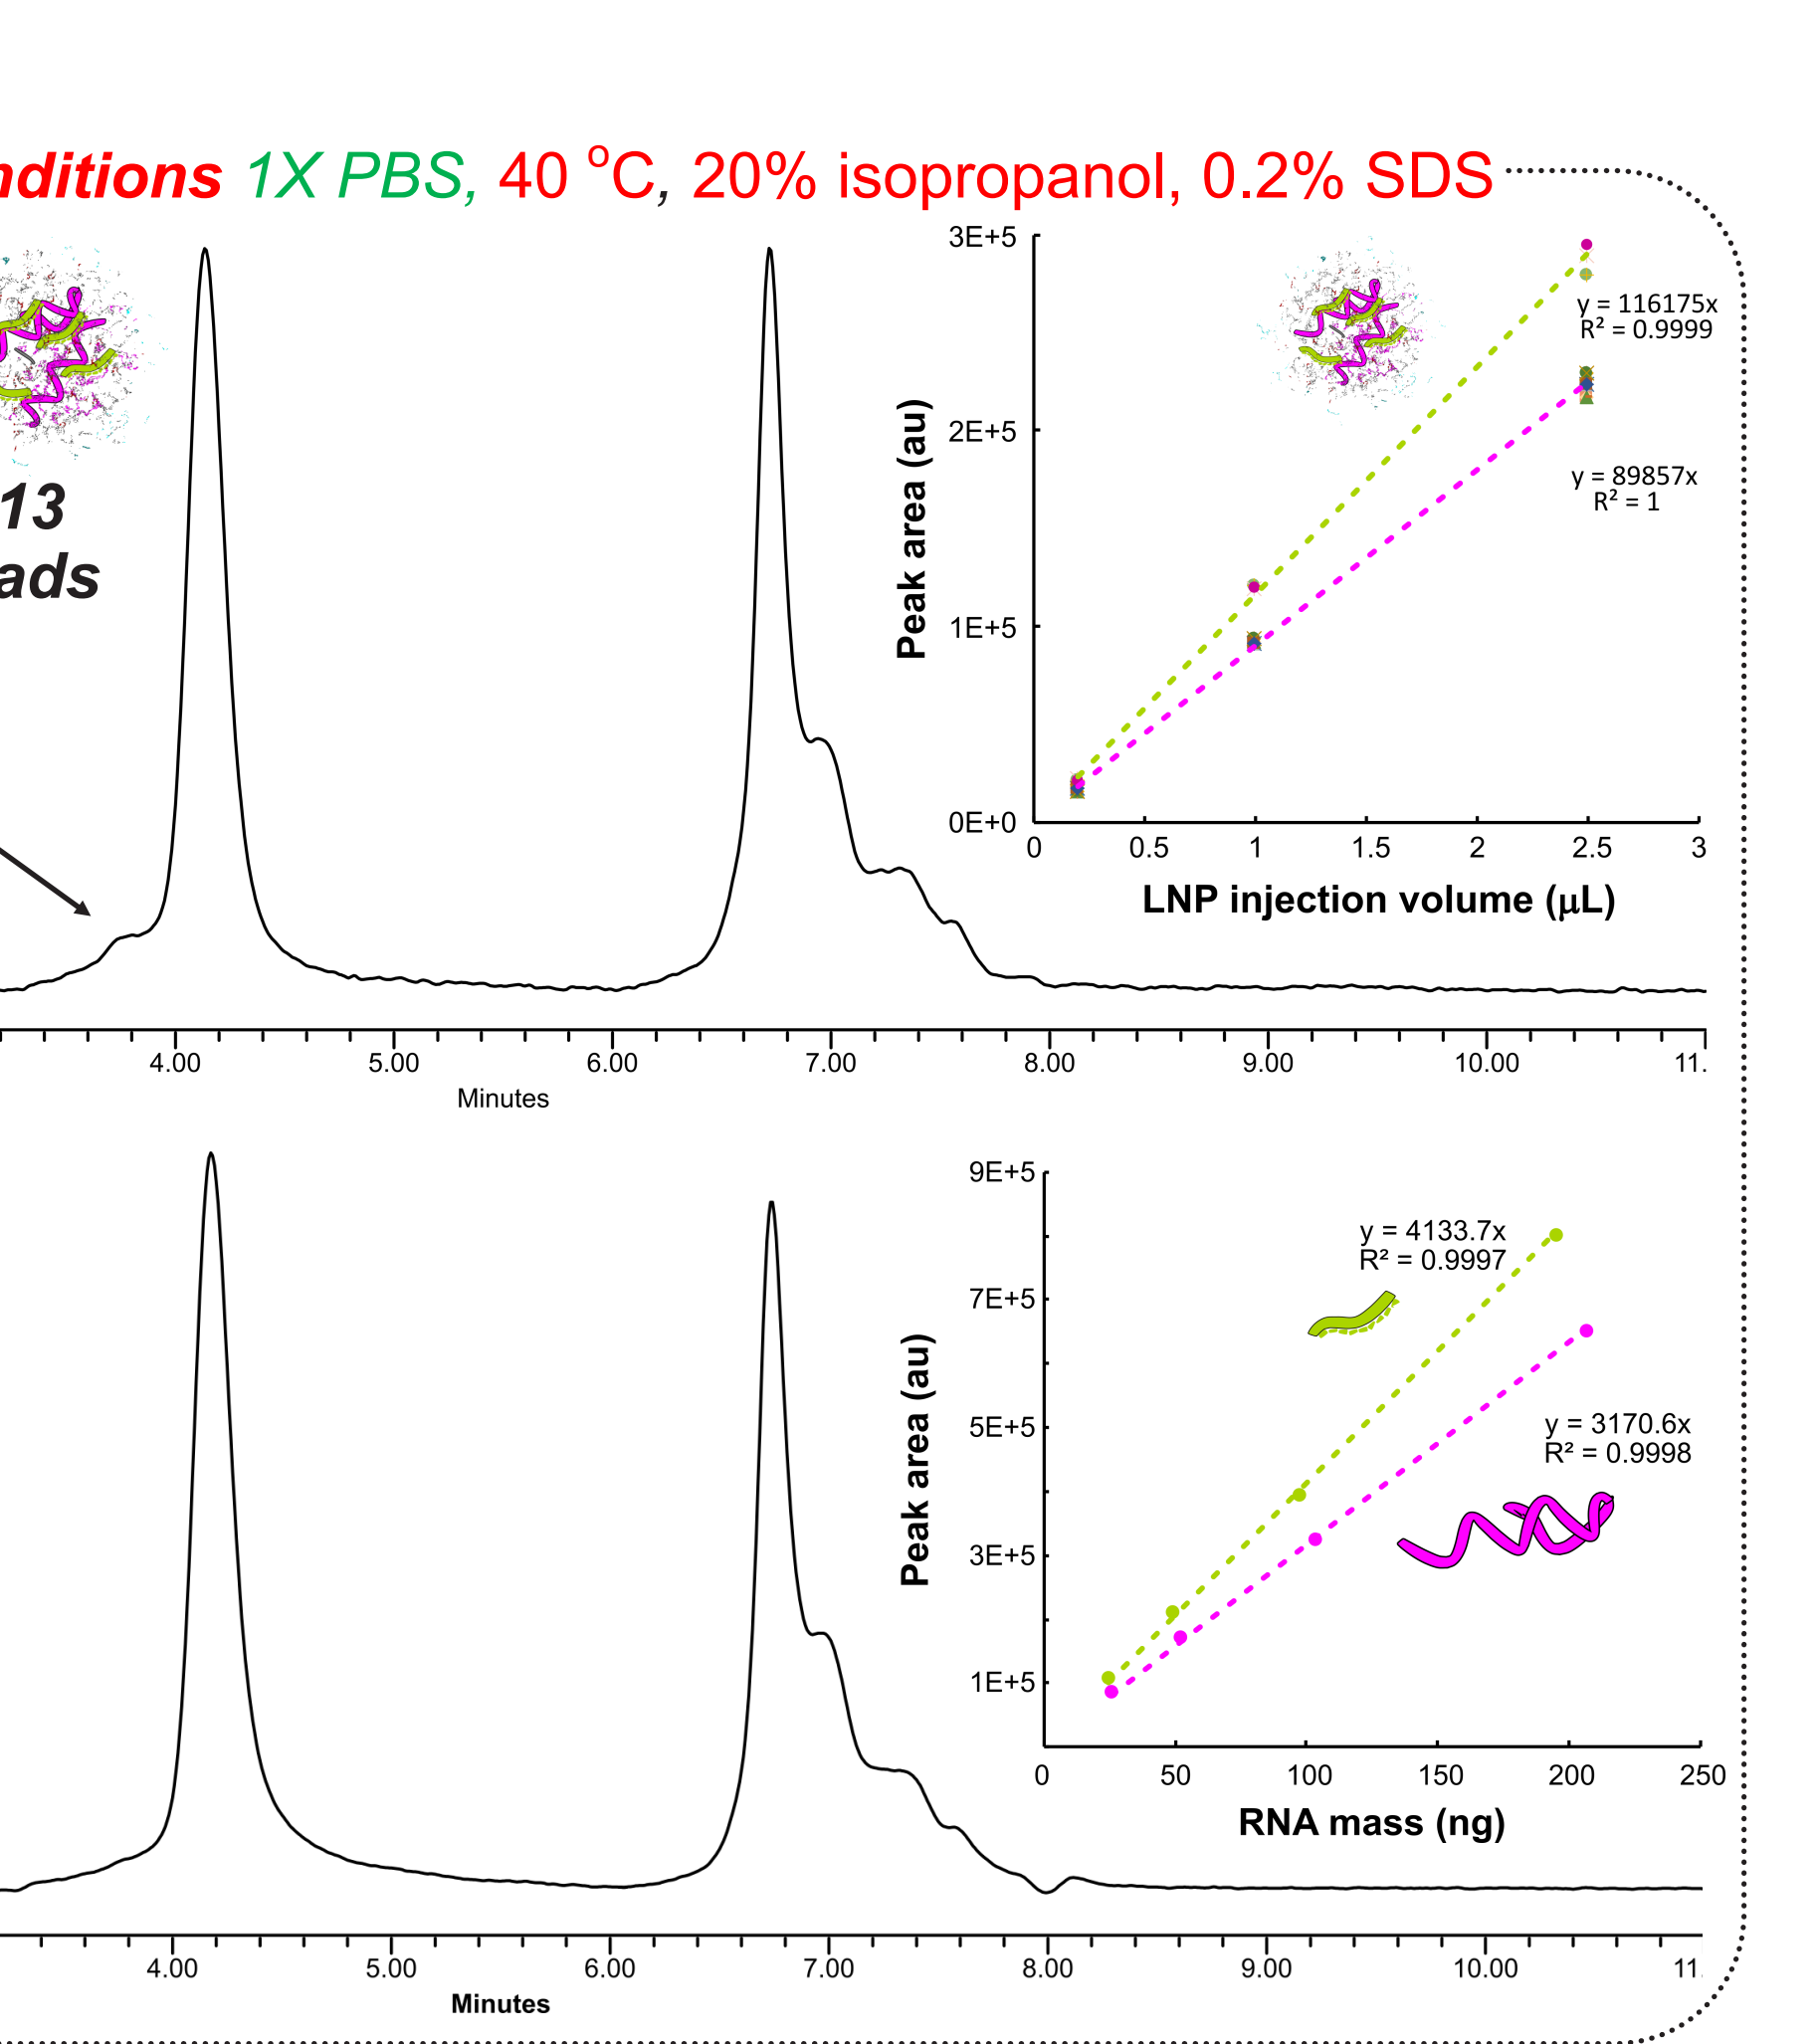 nditions 1X PBS, 40 °C, 20% isopropanol, 0.2% SDS
13
ads
3E+5
2E+5
1E+5
0E+0
Peak area (au)
y = 116175x
R² = 0.9999
y = 89857x
R² = 1
0 0.5 1 1.5 2 2.5 3
LNP injection volume (µL)
4.00 5.00 6.00 7.00 8.00 9.00 10.00 11.
Minutes
9E+5
7E+5
5E+5
3E+5
1E+5
Peak area (au)
y = 4133.7x
R² = 0.9997
y = 3170.6x
R² = 0.9998
0 50 100 150 200 250
RNA mass (ng)
4.00 5.00 6.00 7.00 8.00 9.00 10.00 11.
Minutes